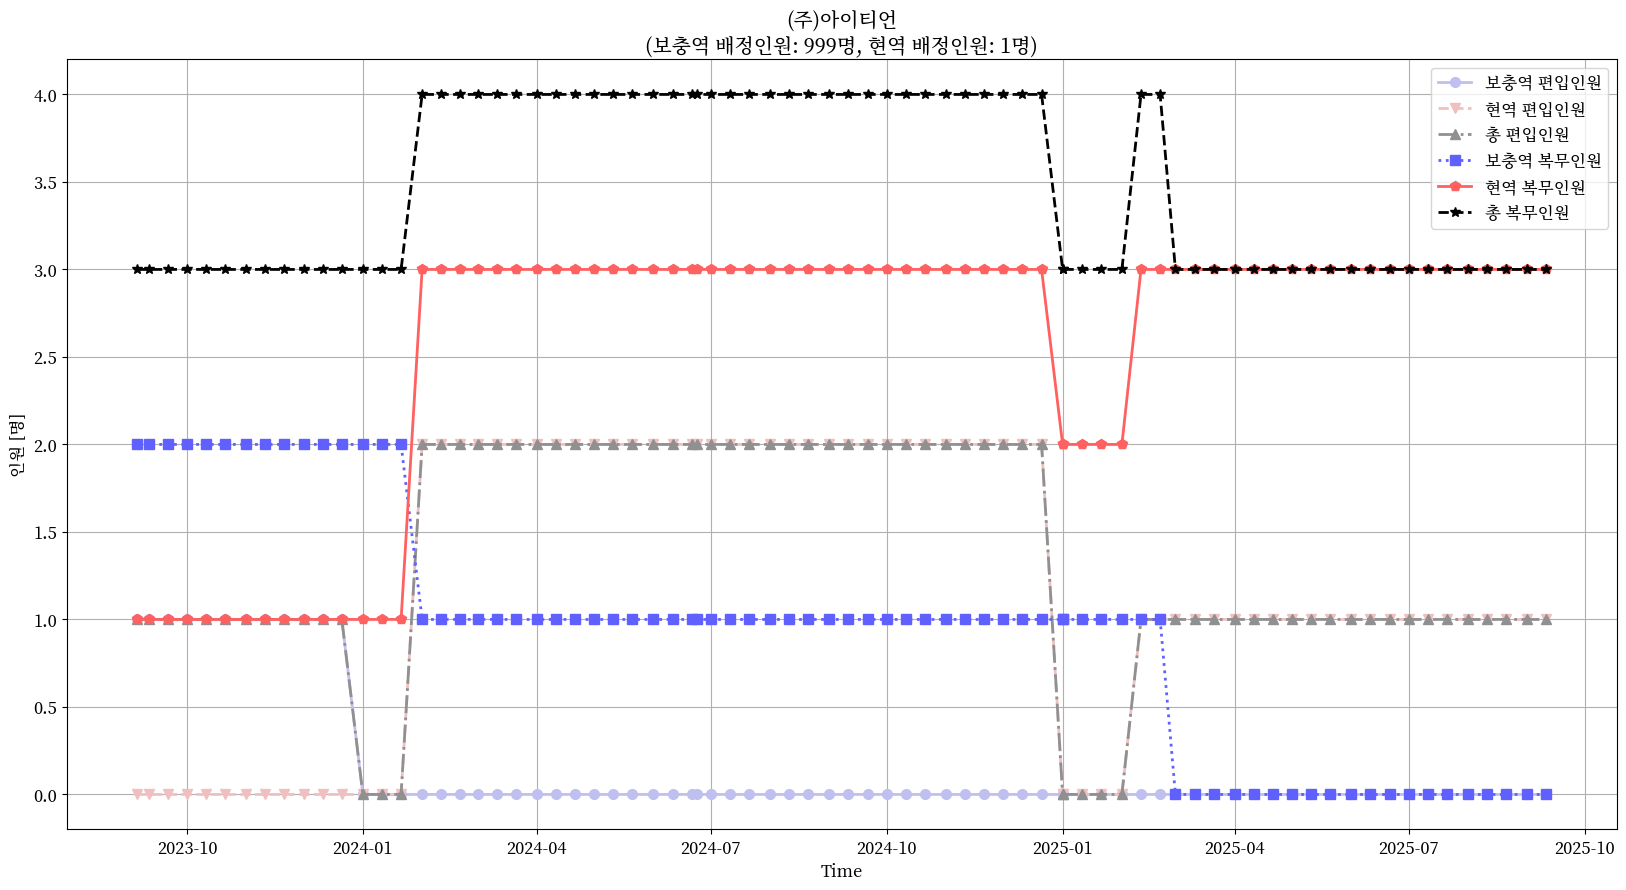 (주)아이티언
(보충역 배정인원: 999명, 현역 배정인원: 1명)
보충역 편입인원
현역 편입인원
총 편입인원
보충역 복무인원
현역 복무인원
총 복무인원
인원 [명]
4.0
3.5
3.0
2.5
2.0
1.5
1.0
0.5
0.0
2023-10 2024-01 2024-04 2024-07 2024-10 2025-01 2025-04 2025-07 2025-10
Time